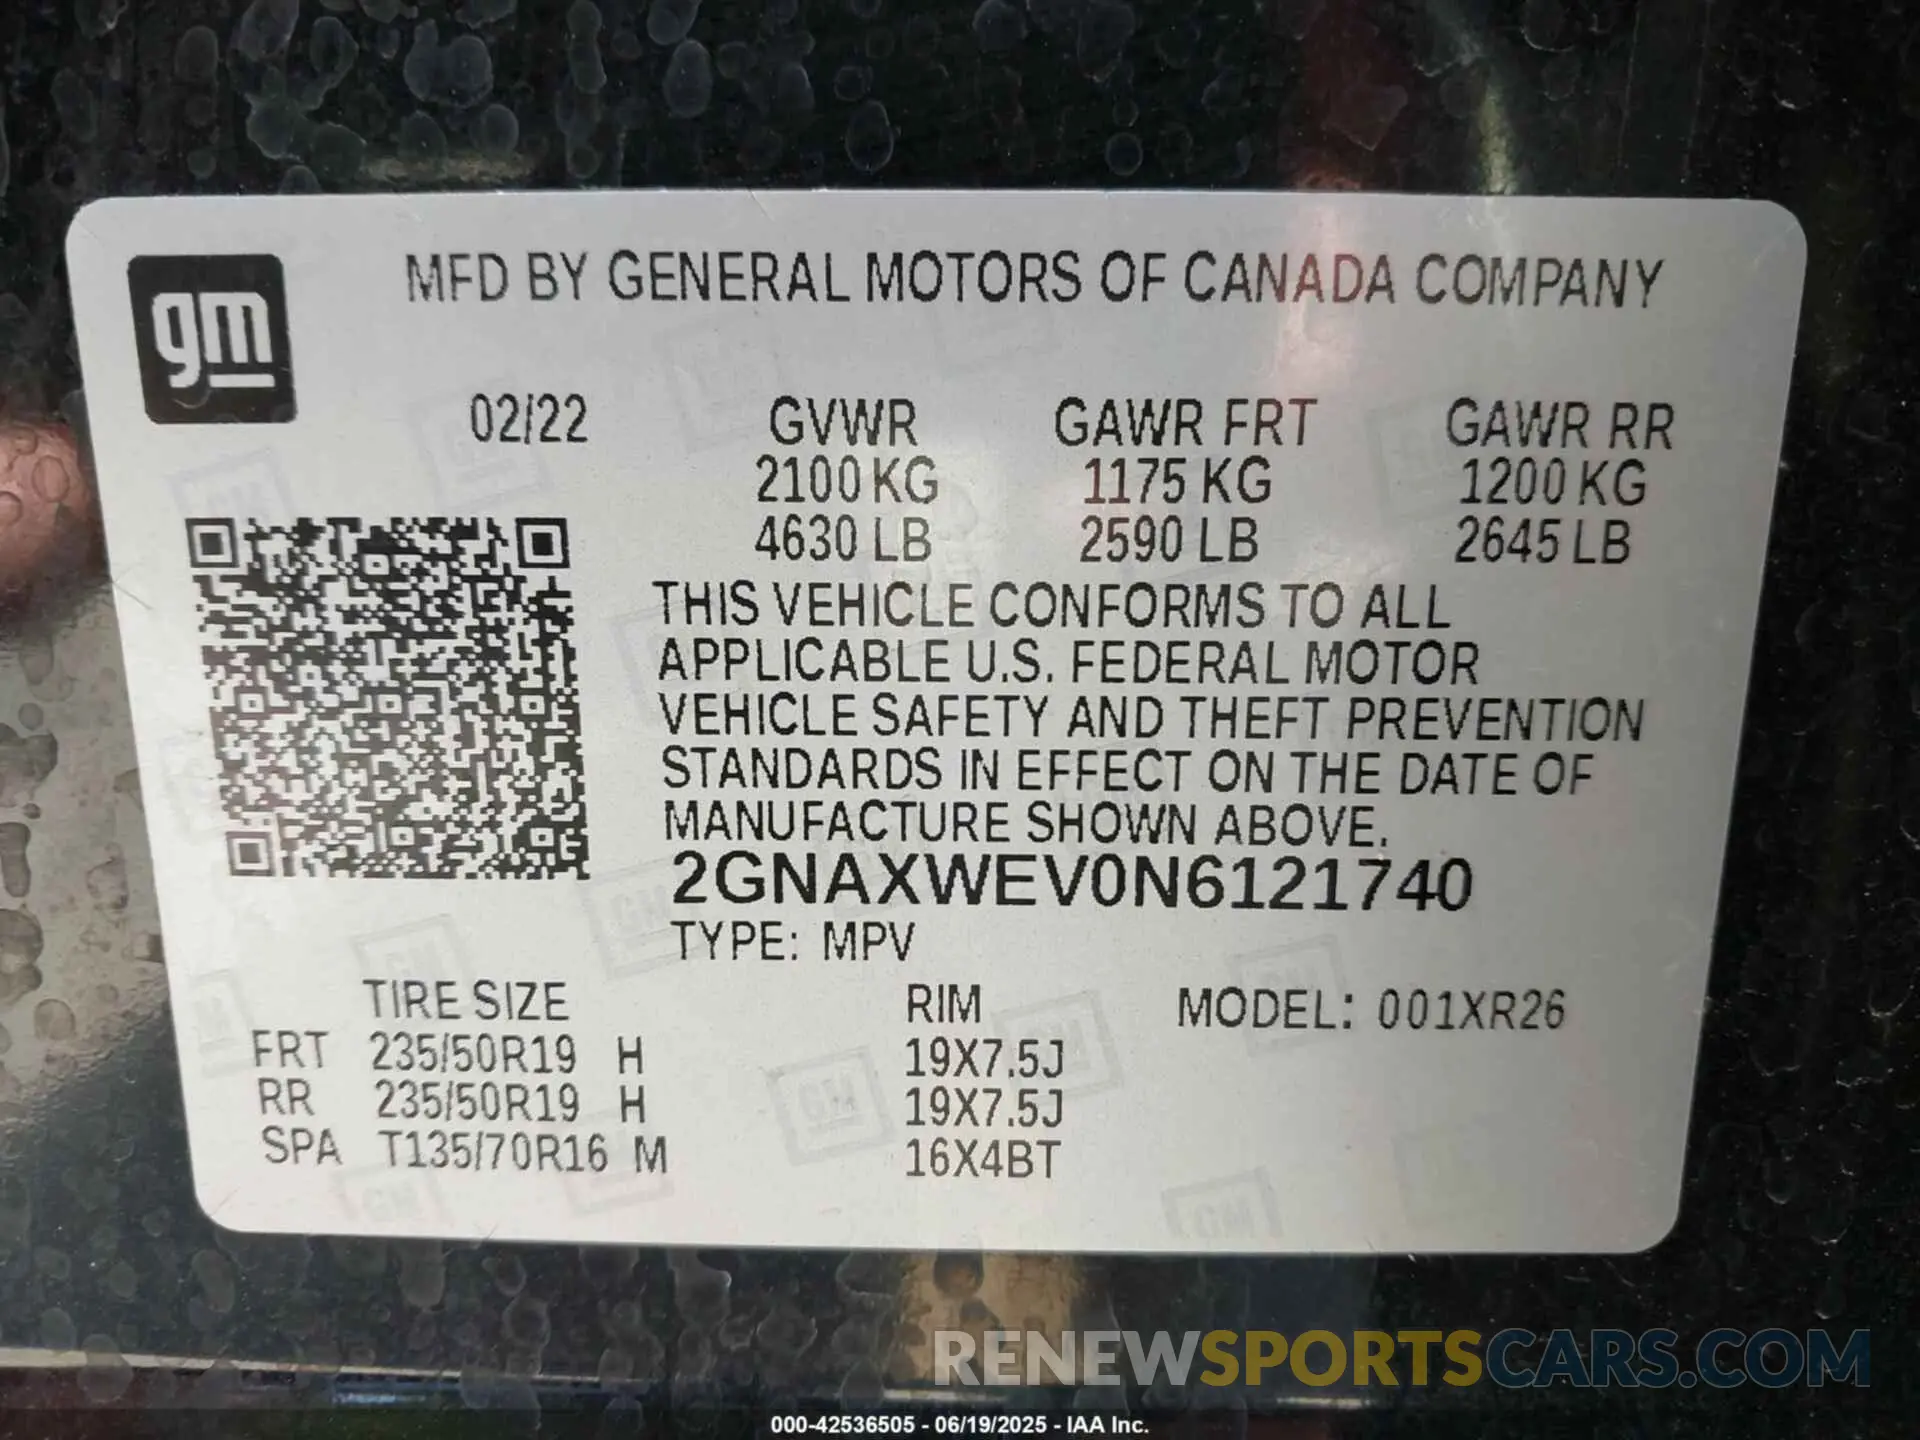 gm
MFD BY GENERAL MOTORS OF CANADA COMPANY
02/22 GVWR GAWR FRT GAWR RR
2100 KG 1175 KG 1200 KG
4630 LB 2590 LB 2645 LB
THIS VEHICLE CONFORMS TO ALL
APPLICABLE U.S. FEDERAL MOTOR
VEHICLE SAFETY AND THEFT PREVENTION
STANDARDS IN EFFECT ON THE DATE OF
MANUFACTURE SHOWN ABOVE.
2GNAXWEV0N6121740
TYPE: MPV
TIRE SIZE RIM MODEL: 001XR26
FRT 235/50R19 H 19X7.5J
RR 235/50R19 H 19X7.5J
SPA T135/70R16 M 16X4BT
RENEWSPORTSCARS.COM
000-42536505 - 06/19/2025 - IAA Inc.